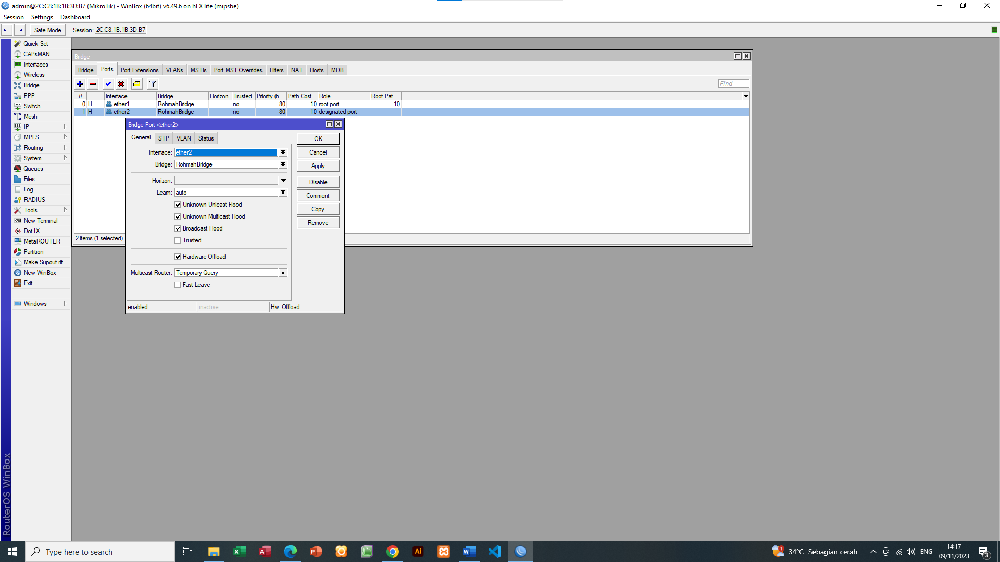 admin@2C:C8:1B:1B:3D:B7 (MikroTik) - WinBox (64bit) v6.49.6 on hEX lite (mipsbe)
Session Settings Dashboard
Safe Mode Session: 2C:C8:1B:1B:3D:B7
Quick Set
CAPsMAN
Interfaces
Wireless
Bridge
PPP
Switch
Mesh
IP
MPLS
Routing
System
Queues
Files
Log
RADIUS
Tools
New Terminal
Dot1X
MetaROUTER
Partition
Make Supout.rif
New WinBox
Exit
Windows
RouterOS WinBox
Bridge
Bridge Ports Port Extensions VLANs MSTIs Port MST Overrides Filters NAT Hosts MDB
Find
# Interface Bridge Horizon Trusted Priority (h... Path Cost Role Root Pat...
0 H ether1 RohmahBridge no 80 10 root port 10
1 H ether2 RohmahBridge no 80 10 designated port
2 items (1 selected)
Bridge Port <ether2>
General STP VLAN Status
Interface: ether2
Bridge: RohmahBridge
Horizon:
Learn: auto
Unknown Unicast Flood
Unknown Multicast Flood
Broadcast Flood
Trusted
Hardware Offload
Multicast Router: Temporary Query
Fast Leave
OK
Cancel
Apply
Disable
Comment
Copy
Remove
enabled inactive Hw. Offload
Type here to search
1 34°C Sebagian cerah ENG
14:17
09/11/2023
3